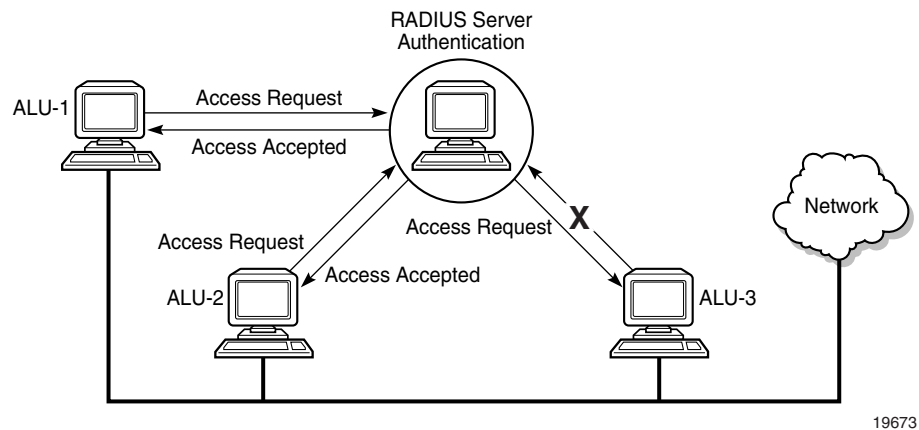 RADIUS Server
Authentication
ALU-1
Access Request
Access Accepted
Network
Access Request
X
Access Request
Access Accepted
ALU-2
ALU-3
19673